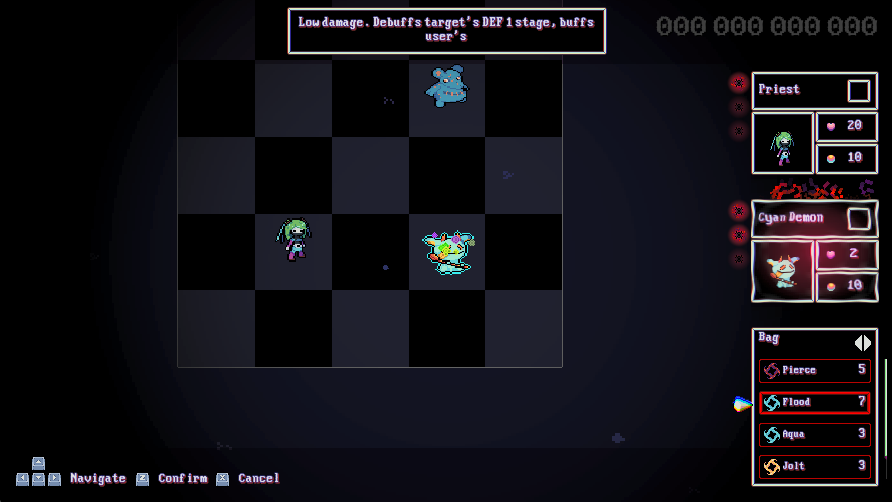 Low damage. Debuffs target's DEF 1 stage, buffs
user's
000 000 000 000
Priest
20
10
Cyan Demon
2
10
Bag
Pierce 5
Flood 7
Aqua 3
Jolt 3
Navigate Z Confirm X Cancel